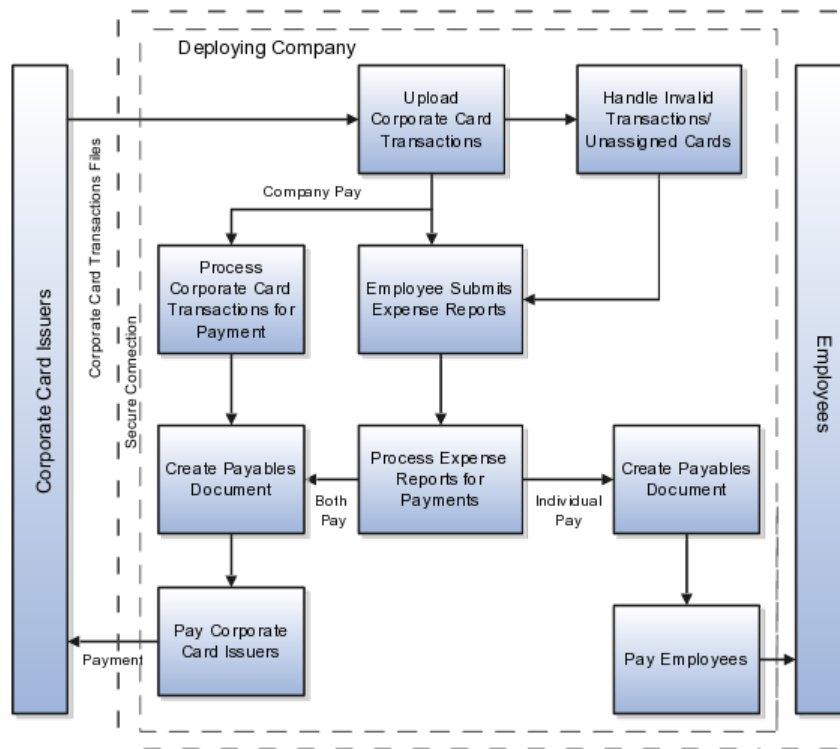 Deploying Company
Upload
Corporate Card
Transactions
Handle Invalid
Transactions/
Unassigned Cards
Corporate Card Issuers
Corporate Card Transactions Files
Secure Connection
Company Pay
Process
Corporate Card
Transactions for
Payment
Employee Submits
Expense Reports
Employees
Create Payables
Document
Both
Pay
Process Expense
Reports for
Payments
Individual
Pay
Create Payables
Document
Pay Corporate
Card Issuers
Payment
Pay Employees